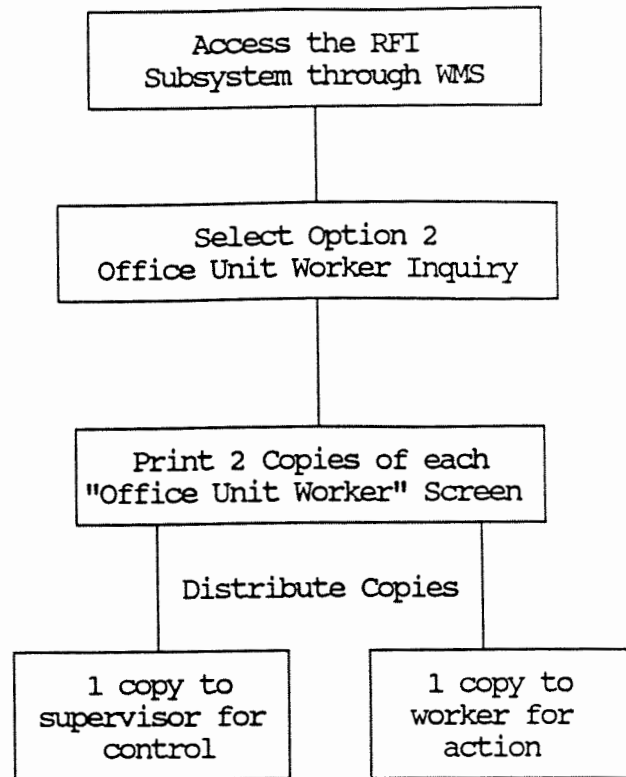 Access the RFI
Subsystem through WMS
Select Option 2
Office Unit Worker Inquiry
Print 2 Copies of each
"Office Unit Worker" Screen
Distribute Copies
1 copy to
supervisor for
control
1 copy to
worker for
action